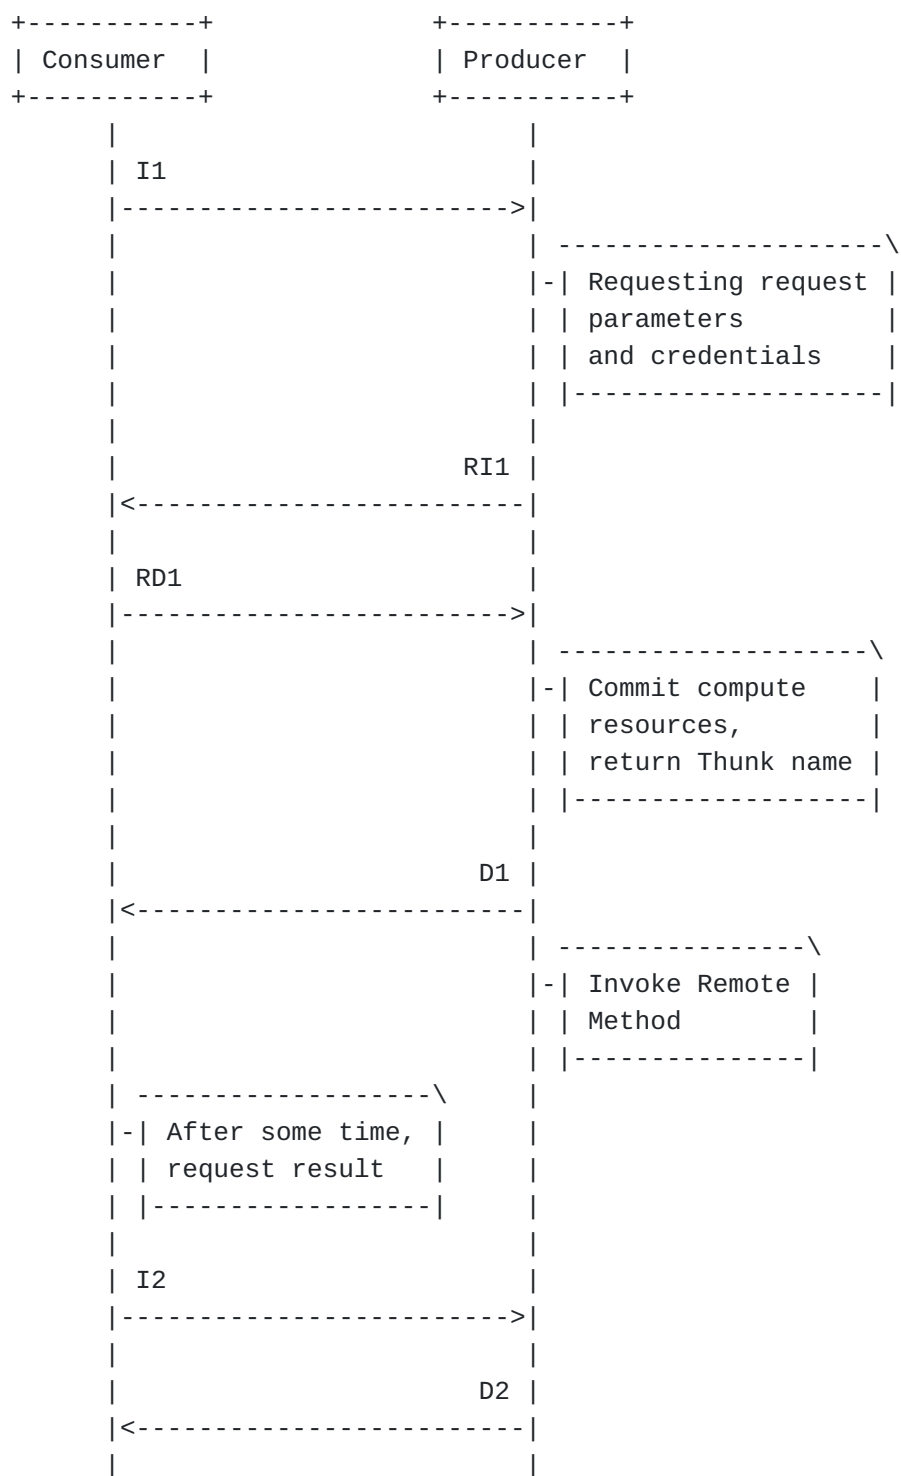 Consumer Producer
I1
Requesting request
parameters
and credentials
RI1
RD1
Commit compute
resources,
return Thunk name
D1
Invoke Remote
Method
After some time,
request result
I2
D2